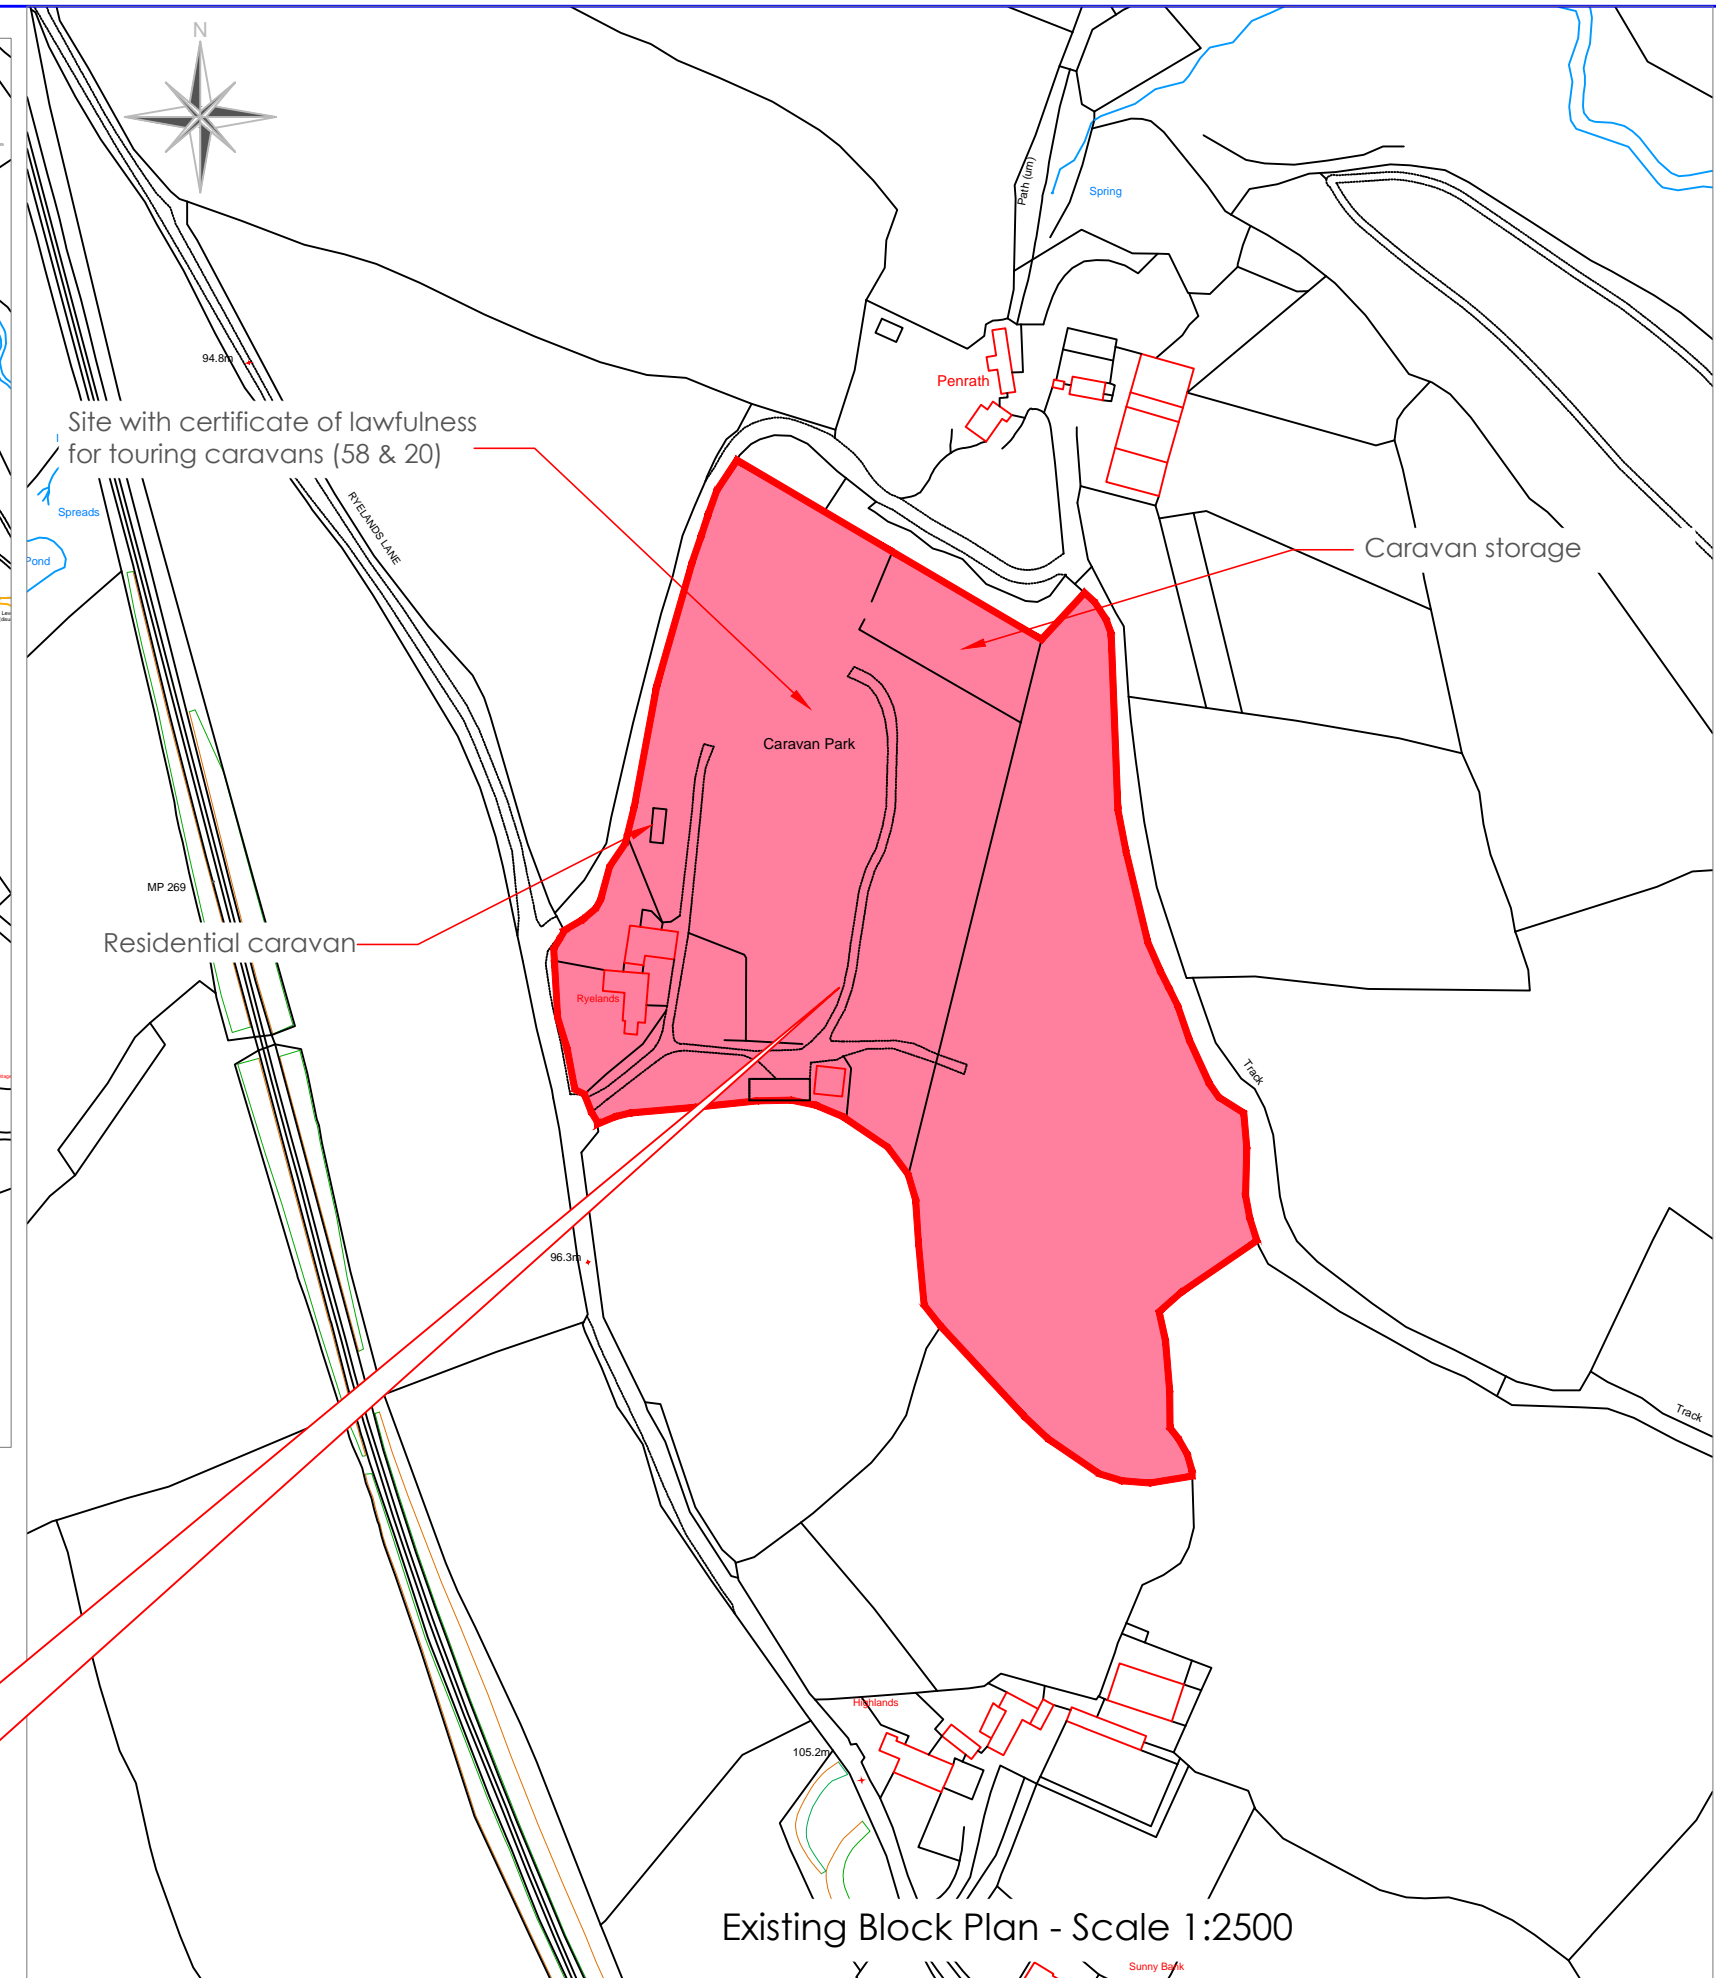 N
Path (um)
Spring
94.8m
Penrath
Site with certificate of lawfulness
for touring caravans (58 & 20)
RYELANDS LANE
Spreads
Pond
Caravan storage
Caravan Park
MP 269
Residential caravan
Ryelands
Track
96.3m
Track
Highlands
105.2m
Existing Block Plan - Scale 1:2500
Sunny Bank